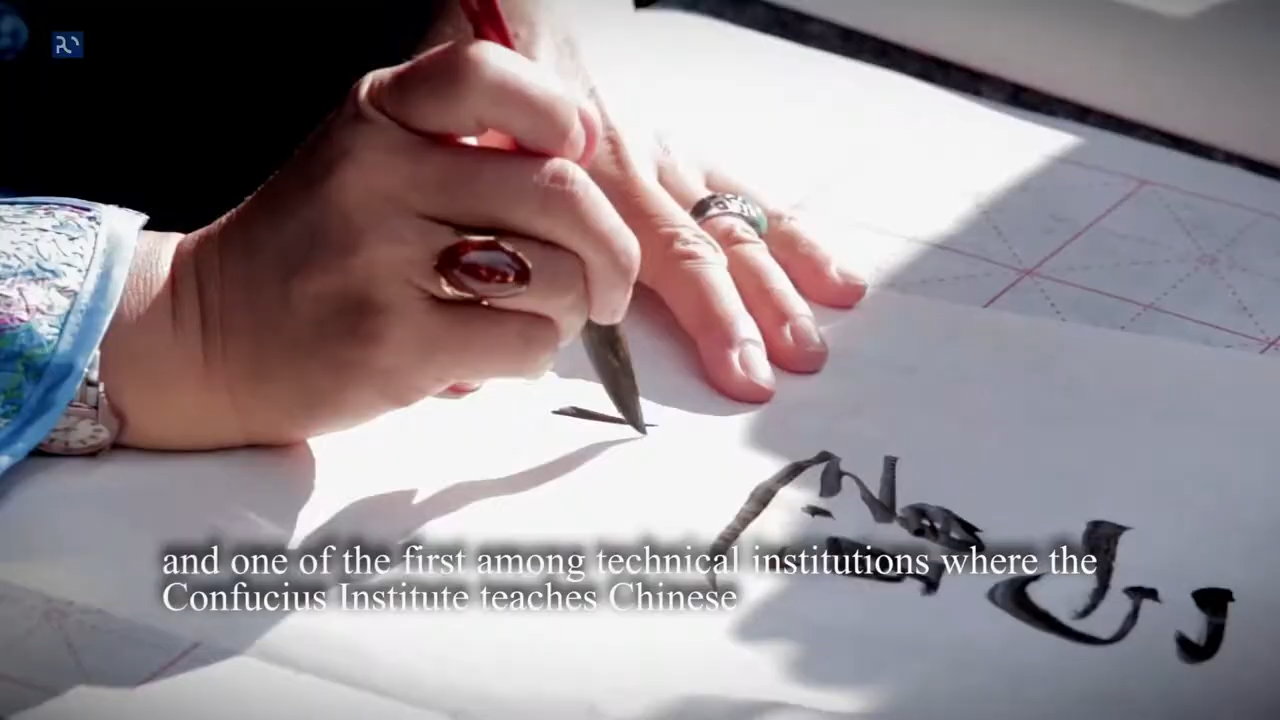 and one of the first among technical institutions where the
Confucius Institute teaches Chinese